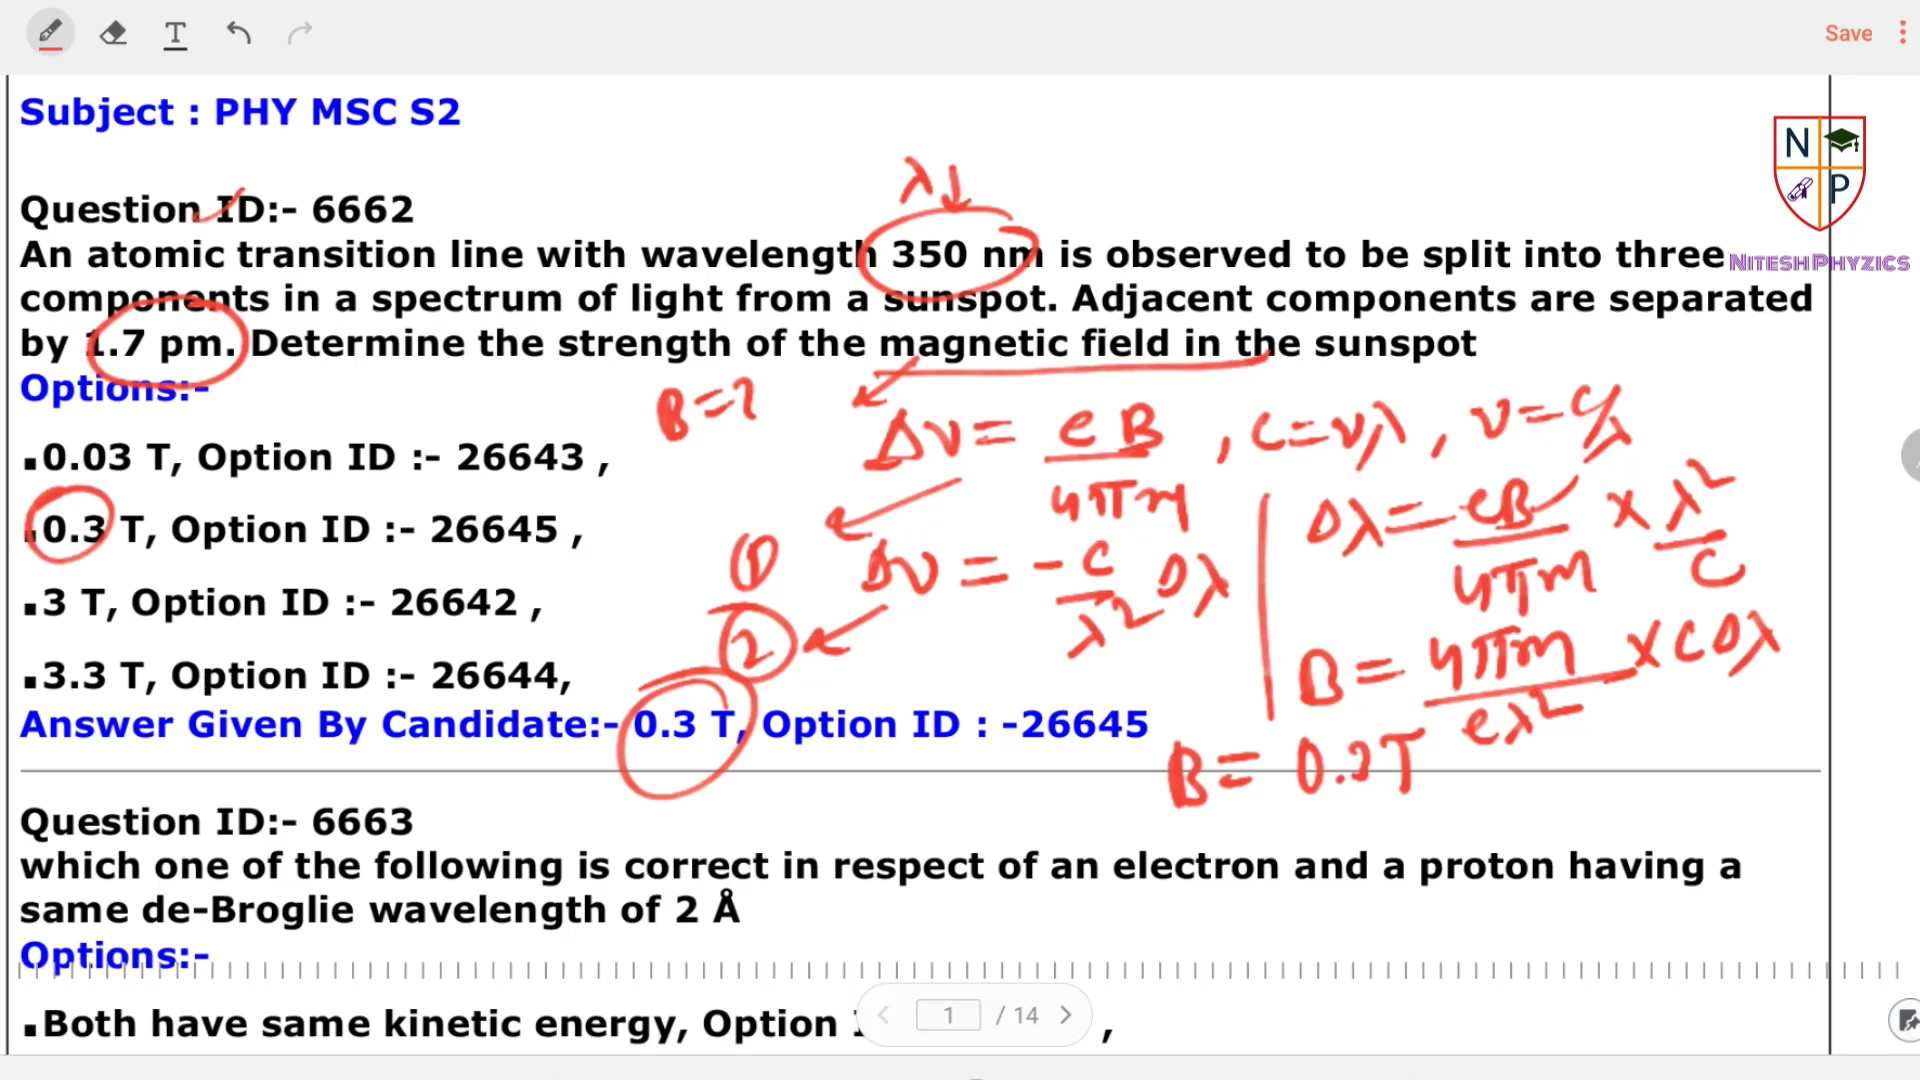 T
Save
Subject : PHY MSC S2
N
P
NITESHPHYZICS
λ
Question ID:- 6662
An atomic transition line with wavelength 350 nm is observed to be split into three
components in a spectrum of light from a sunspot. Adjacent components are separated
by 1.7 pm. Determine the strength of the magnetic field in the sunspot
Options:-
B=?
Δν = eB / 4πm , c=νλ , ν=c/λ
.0.03 T, Option ID :- 26643 ,
.0.3 T, Option ID :- 26645 ,
.3 T, Option ID :- 26642 ,
.3.3 T, Option ID :- 26644,
①
②
Δν = -c/λ² Δλ
Δλ = eB/4πm × λ²/c
B = 4πm/eλ² × cΔλ
B = 0.3T
Answer Given By Candidate:- 0.3 T, Option ID : -26645
Question ID:- 6663
which one of the following is correct in respect of an electron and a proton having a
same de-Broglie wavelength of 2 Å
Options:-
.Both have same kinetic energy, Option
,
1 / 14